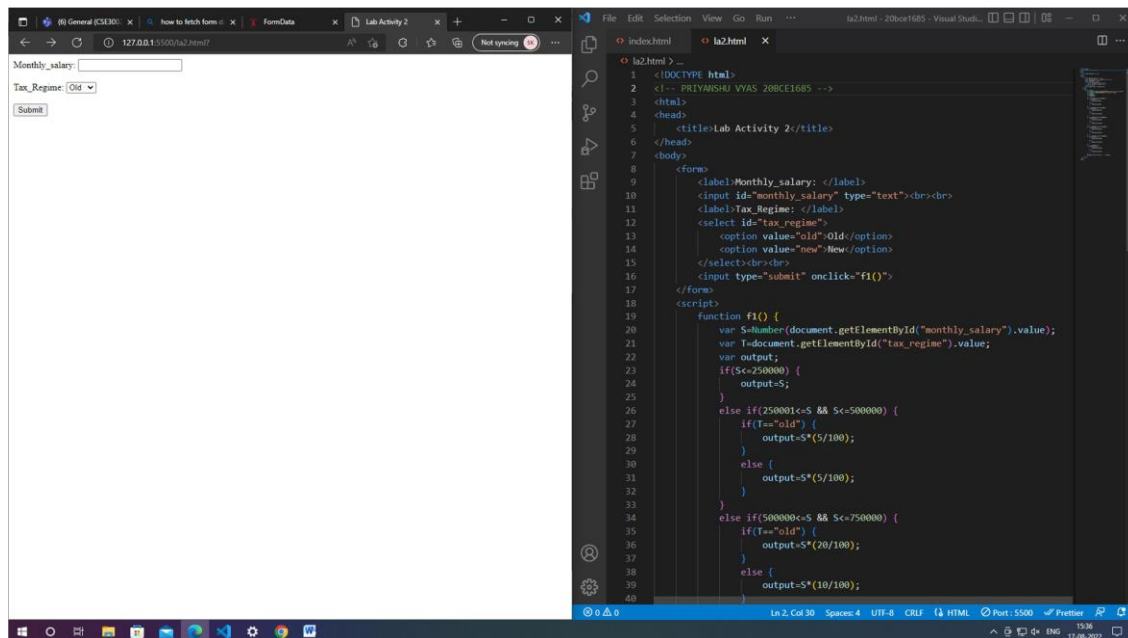 (6) General (CSE300
how to fetch form d
FormData
Lab Activity 2
127.0.0.1:5500/la2.html?
Not syncing
SK
Monthly_salary:
Tax_Regime: Old
Submit
File Edit Selection View Go Run ···
la2.html - 20bce1685 - Visual Studi...
index.html
la2.html
la2.html > ...
1 <!DOCTYPE html>
2 <!-- PRIYANSHU VYAS 20BCE1685 -->
3 <html>
4 <head>
5 <title>Lab Activity 2</title>
6 </head>
7 <body>
8 <form>
9 <label>Monthly_salary: </label>
10 <input id="monthly_salary" type="text"><br><br>
11 <label>Tax_Regime: </label>
12 <select id="tax_regime">
13 <option value="old">Old</option>
14 <option value="new">New</option>
15 </select><br><br>
16 <input type="submit" onclick="f1()">
17 </form>
18 <script>
19 function f1() {
20 var S=Number(document.getElementById("monthly_salary").value);
21 var T=document.getElementById("tax_regime").value;
22 var output;
23 if(S<=250000) {
24 output=S;
25 }
26 else if(250001<=S && S<=500000) {
27 if(T=="old") {
28 output=S*(5/100);
29 }
30 else {
31 output=S*(5/100);
32 }
33 }
34 else if(500000<=S && S<=750000) {
35 if(T=="old") {
36 output=S*(20/100);
37 }
38 else {
39 output=S*(10/100);
40 }
0 0
Ln 2, Col 30 Spaces: 4 UTF-8 CRLF HTML Port : 5500 Prettier
ENG
15:36
17-08-2022